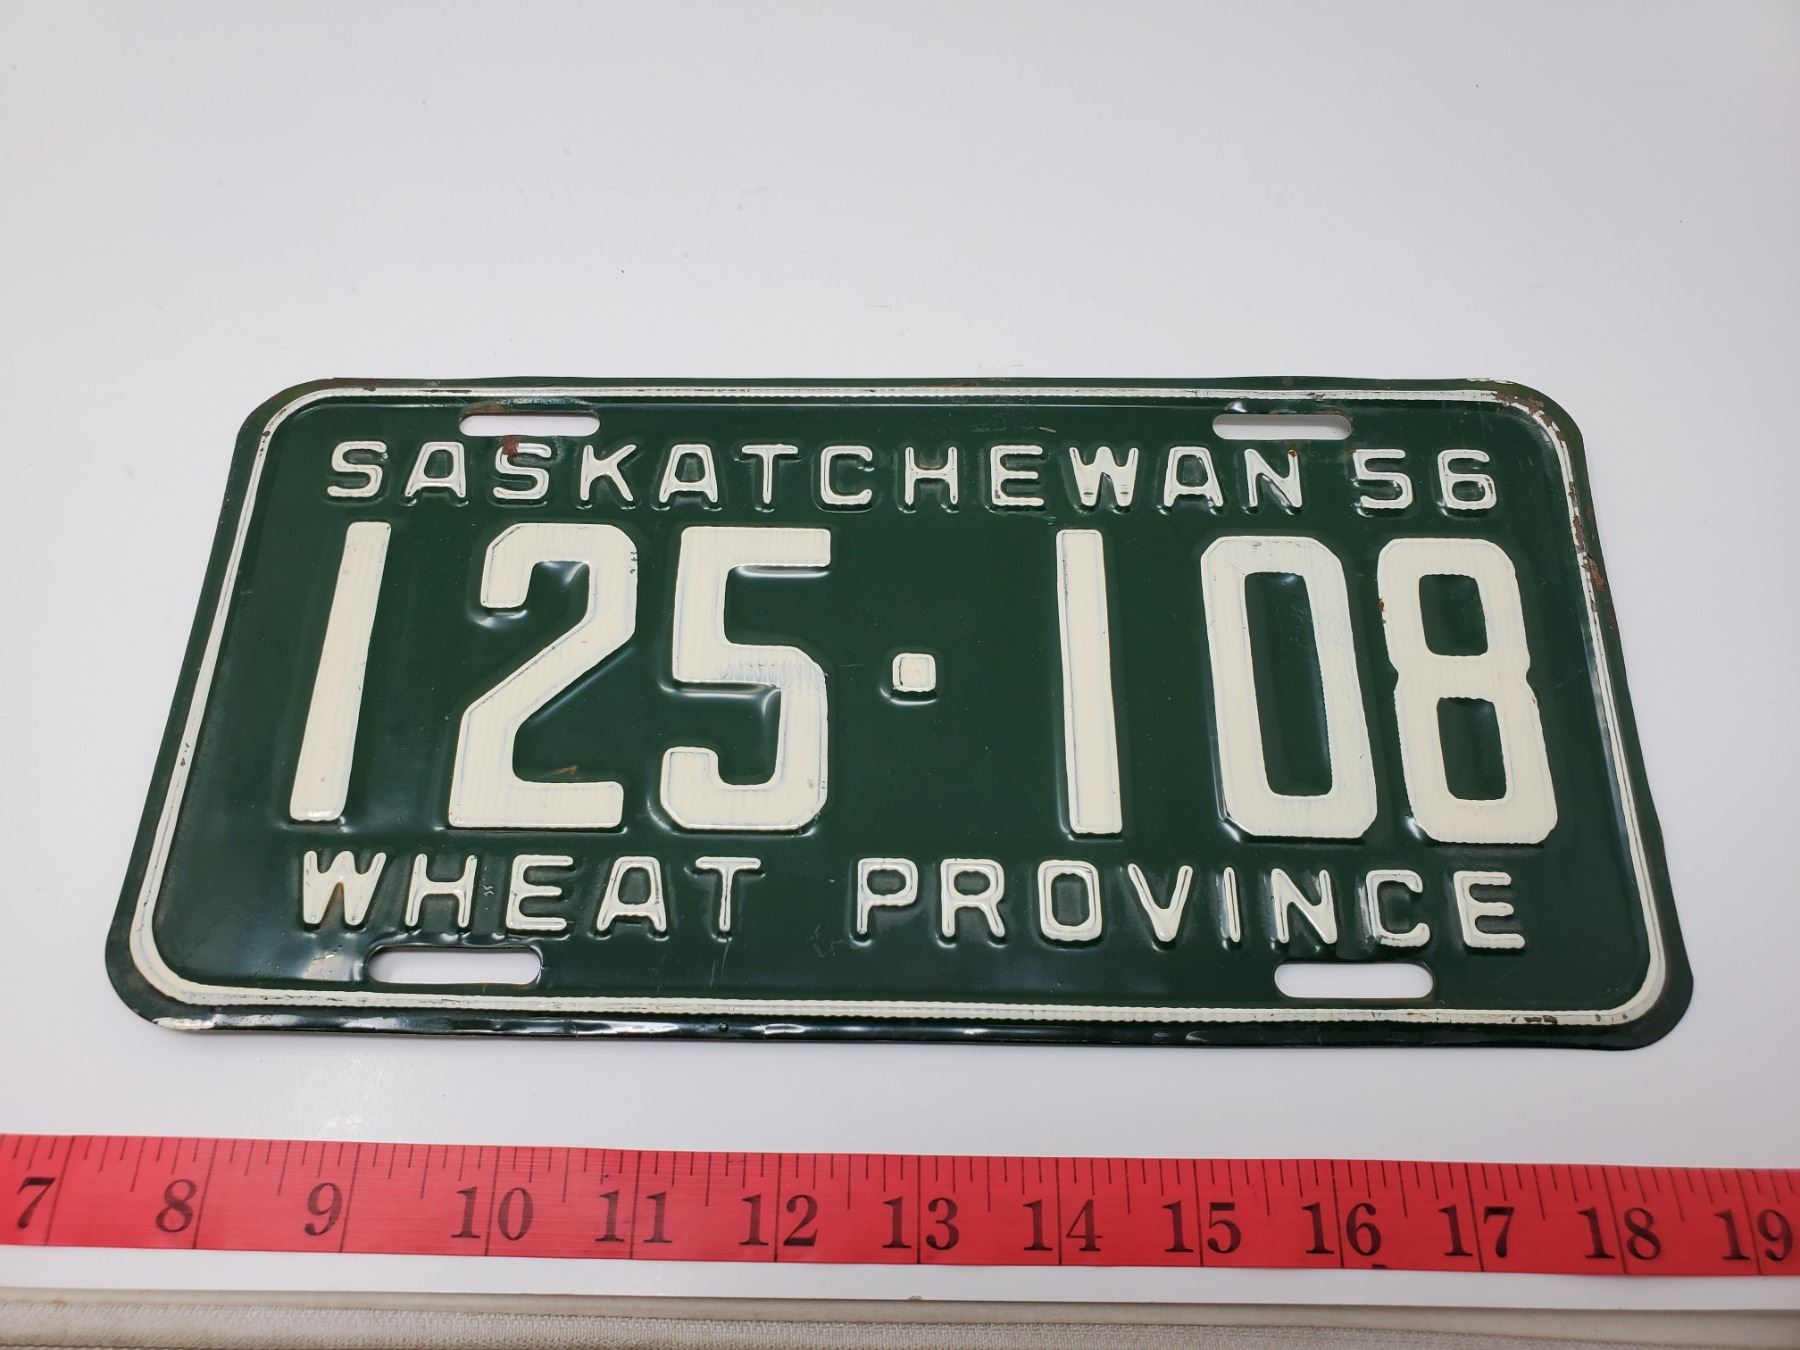 SASKATCHEWAN 56
125·108
WHEAT PROVINCE
7 8 9 10 11 12 13 14 15 16 17 18 19